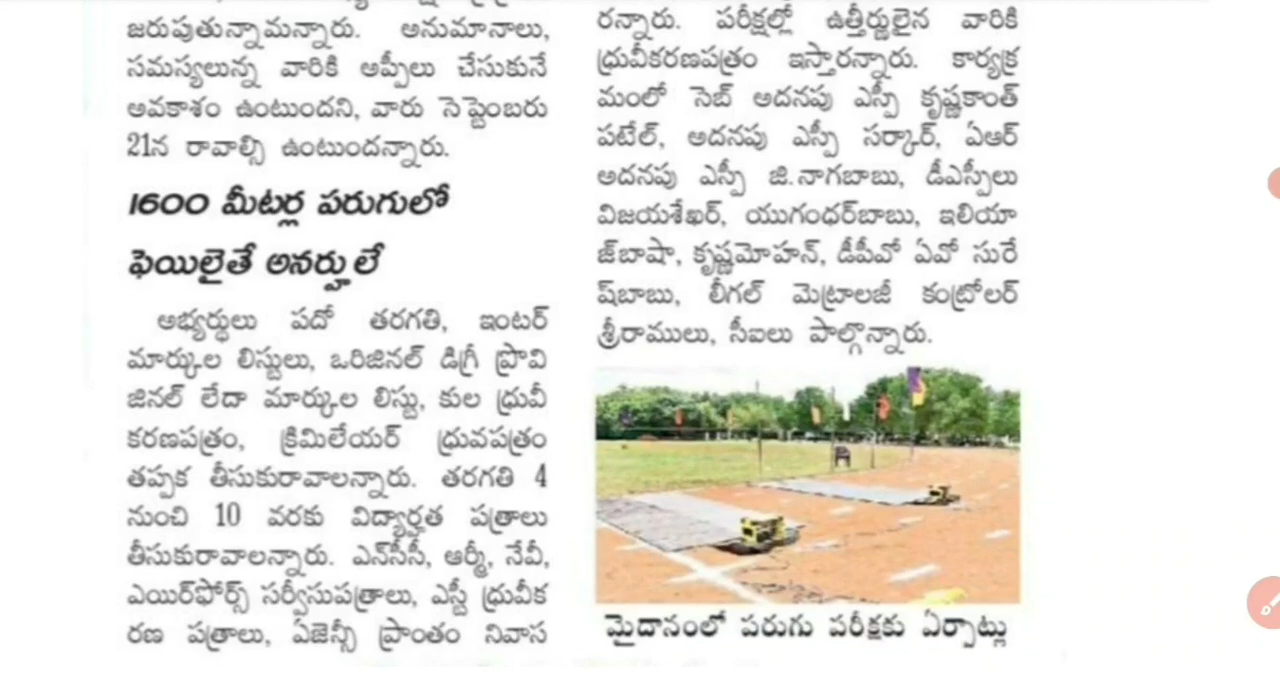 జరుపుతున్నామన్నారు. అనుమానాలు,
సమస్యలున్న వారికి అప్పీలు చేసుకునే
అవకాశం ఉంటుందని, వారు సెప్టెంబరు
21న రావాల్సి ఉంటుందన్నారు.
1600 మీటర్ల పరుగులో
ఫెయిలైతే అనర్హులే
అభ్యర్థులు పదో తరగతి, ఇంటర్
మార్కుల లిస్టులు, ఒరిజినల్ డిగ్రీ ప్రొవి
జినల్ లేదా మార్కుల లిస్టు, కుల ధ్రువీ
కరణపత్రం, క్రిమిలేయర్ ధ్రువపత్రం
తప్పక తీసుకురావాలన్నారు. తరగతి 4
నుంచి 10 వరకు విద్యార్హత పత్రాలు
తీసుకురావాలన్నారు. ఎన్‌సీసీ, ఆర్మీ, నేవీ,
ఎయిర్‌ఫోర్స్ సర్వీసుపత్రాలు, ఎస్టీ ధ్రువీక
రణ పత్రాలు, ఏజెన్సీ ప్రాంతం నివాస
రన్నారు. పరీక్షల్లో ఉత్తీర్ణులైన వారికి
ధ్రువీకరణపత్రం ఇస్తారన్నారు. కార్యక్ర
మంలో సెబ్ అదనపు ఎస్పీ కృష్ణకాంత్
పటేల్, అదనపు ఎస్పీ సర్కార్, ఏఆర్
అదనపు ఎస్పీ జి.నాగబాబు, డీఎస్పీలు
విజయశేఖర్, యుగంధర్‌బాబు, ఇలియా
జ్‌బాషా, కృష్ణమోహన్, డీపీవో ఏవో సురే
ష్‌బాబు, లీగల్ మెట్రాలజీ కంట్రోలర్
శ్రీరాములు, సీఐలు పాల్గొన్నారు.
మైదానంలో పరుగు పరీక్షకు ఏర్పాట్లు